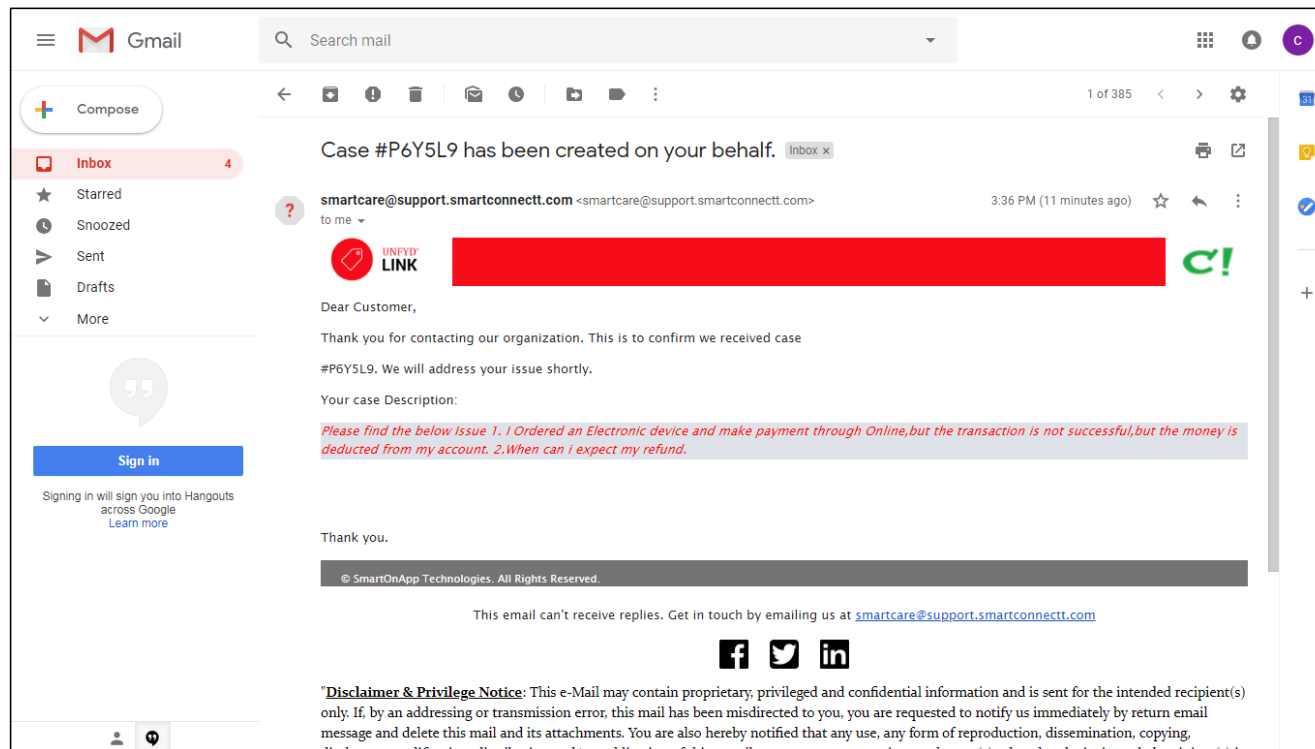 Gmail
Search mail
C
Compose
1 of 385
31
Inbox 4
Starred
Snoozed
Sent
Drafts
More
Sign in
Signing in will sign you into Hangouts
across Google
Learn more
Case #P6Y5L9 has been created on your behalf. Inbox x
? smartcare@support.smartconnectt.com <smartcare@support.smartconnectt.com> 3:36 PM (11 minutes ago)
to me
UNFYD®
LINK
C!
Dear Customer,
Thank you for contacting our organization. This is to confirm we received case
#P6Y5L9. We will address your issue shortly.
Your case Description:
Please find the below Issue 1. I Ordered an Electronic device and make payment through Online,but the transaction is not successful,but the money is
deducted from my account. 2.When can i expect my refund.
Thank you.
© SmartOnApp Technologies. All Rights Reserved.
This email can't receive replies. Get in touch by emailing us at smartcare@support.smartconnectt.com
f in
"Disclaimer & Privilege Notice: This e-Mail may contain proprietary, privileged and confidential information and is sent for the intended recipient(s)
only. If, by an addressing or transmission error, this mail has been misdirected to you, you are requested to notify us immediately by return email
message and delete this mail and its attachments. You are also hereby notified that any use, any form of reproduction, dissemination, copying,